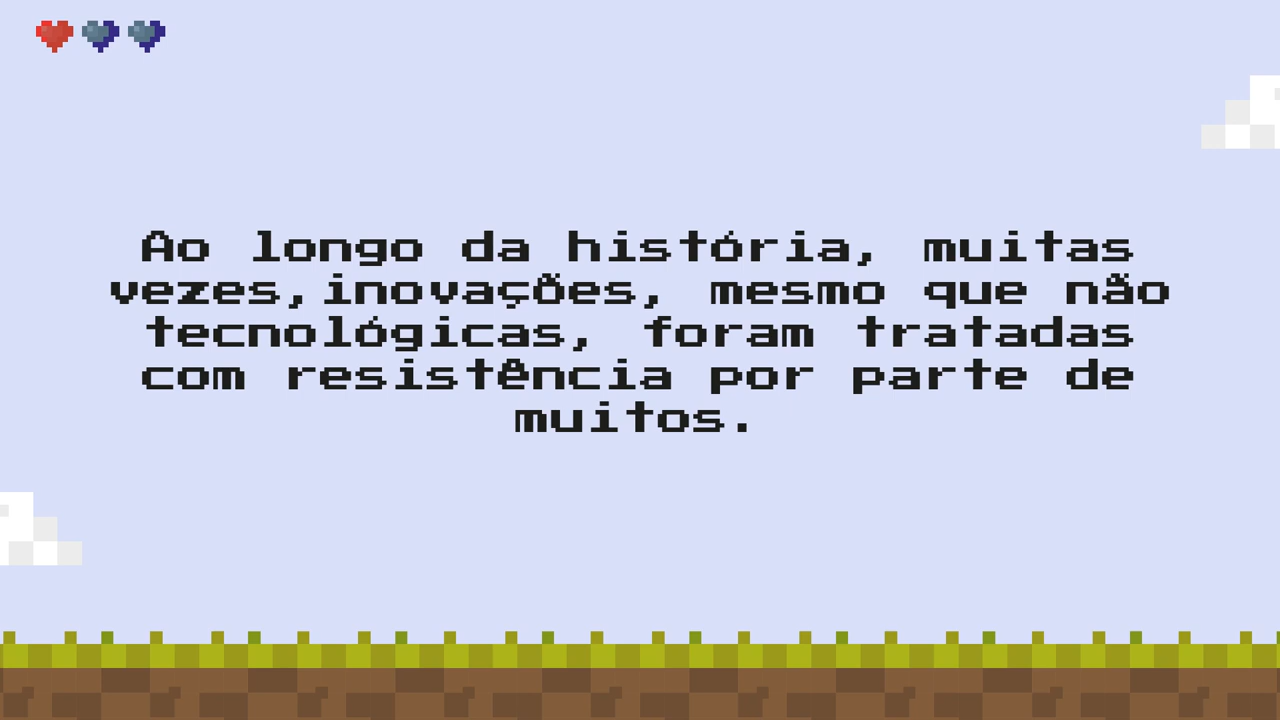 Ao longo da história, muitas
vezes,inovações, mesmo que não
tecnológicas, foram tratadas
com resistência por parte de
muitos.